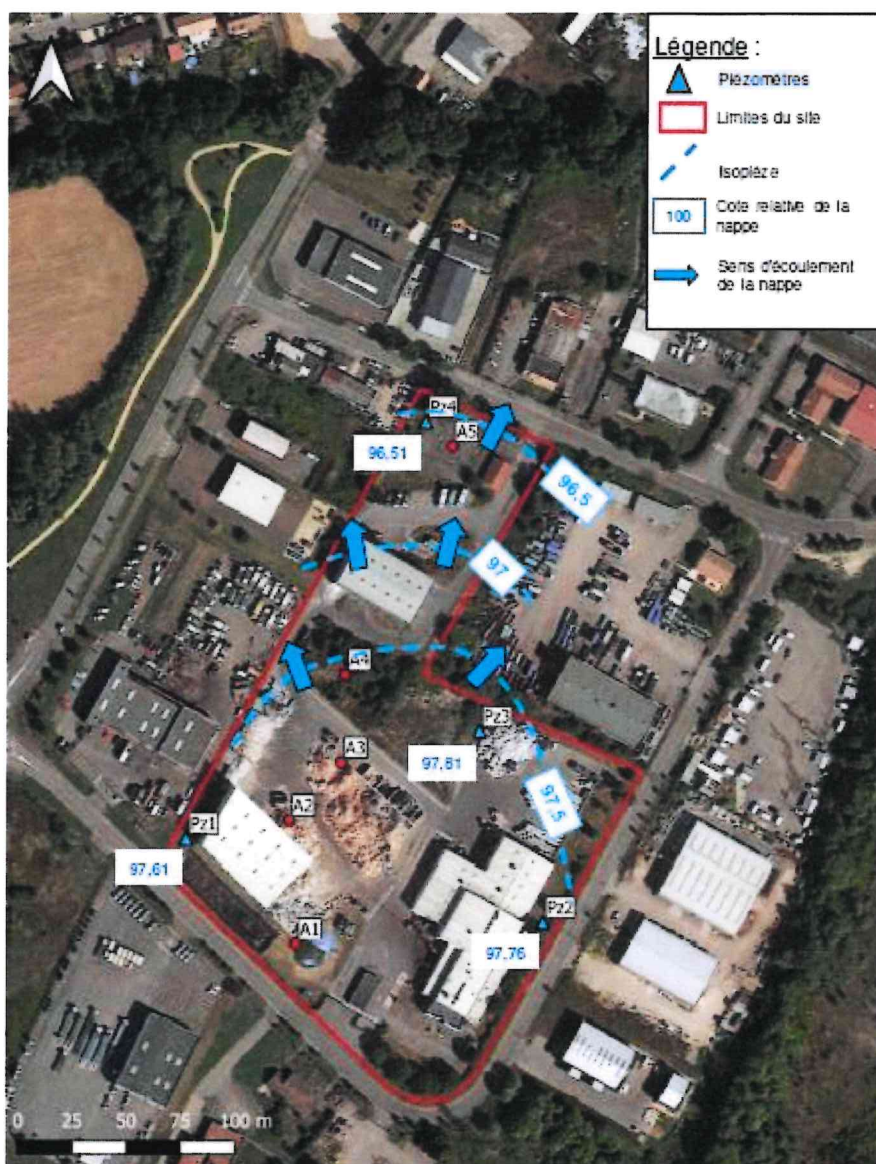 Légende :
Piézomètres
Limites du site
Isopièze
100
Cote relative de la
nappe
Sens d'écoulement
de la nappe
Pz4
A5
96,51
96,5
97
A4
Pz3
97,61
A3
A2
Pz1
97,61
97,5
A1
Pz2
97,76
0 25 50 75 100 m